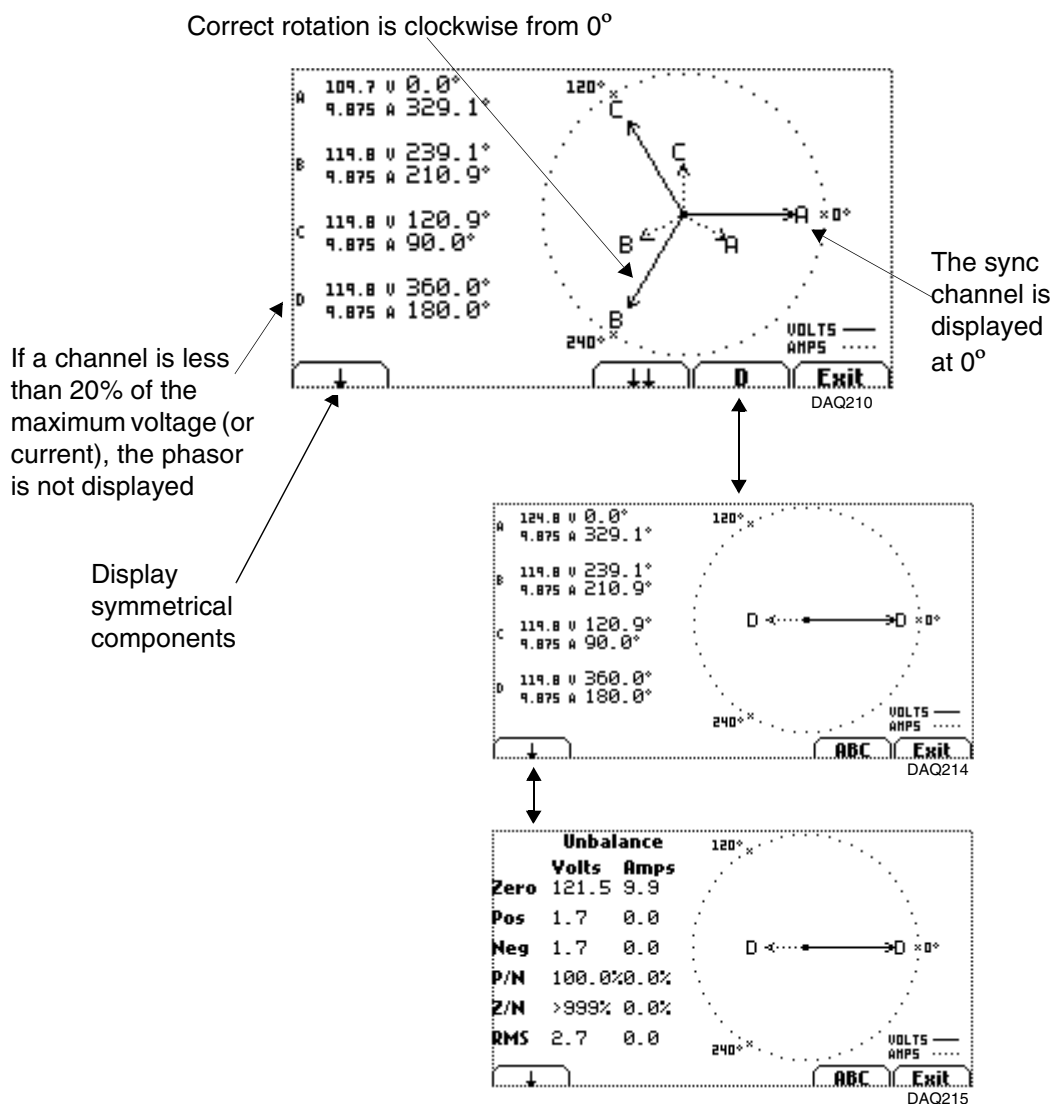 Correct rotation is clockwise from 0°
A 109.7 V 0.0°
9.875 A 329.1°
B 119.8 V 239.1°
9.875 A 210.9°
C 119.8 V 120.9°
9.875 A 90.0°
D 119.8 V 360.0°
9.875 A 180.0°
120°
C
C
A
0°
B
A
B
240°
VOLTS
AMPS
↓
↓↓
D
Exit
DAQ210
The sync
channel is
displayed
at 0°
If a channel is less
than 20% of the
maximum voltage (or
current), the phasor
is not displayed
Display
symmetrical
components
A 124.8 V 0.0°
9.875 A 329.1°
B 119.8 V 239.1°
9.875 A 210.9°
C 119.8 V 120.9°
9.875 A 90.0°
D 119.8 V 360.0°
9.875 A 180.0°
120°
D
D
0°
240°
VOLTS
AMPS
↓
ABC
Exit
DAQ214
Unbalance
Volts Amps
Zero 121.5 9.9
Pos 1.7 0.0
Neg 1.7 0.0
P/N 100.0%0.0%
Z/N >999% 0.0%
RMS 2.7 0.0
120°
D
D
0°
240°
VOLTS
AMPS
↓
ABC
Exit
DAQ215